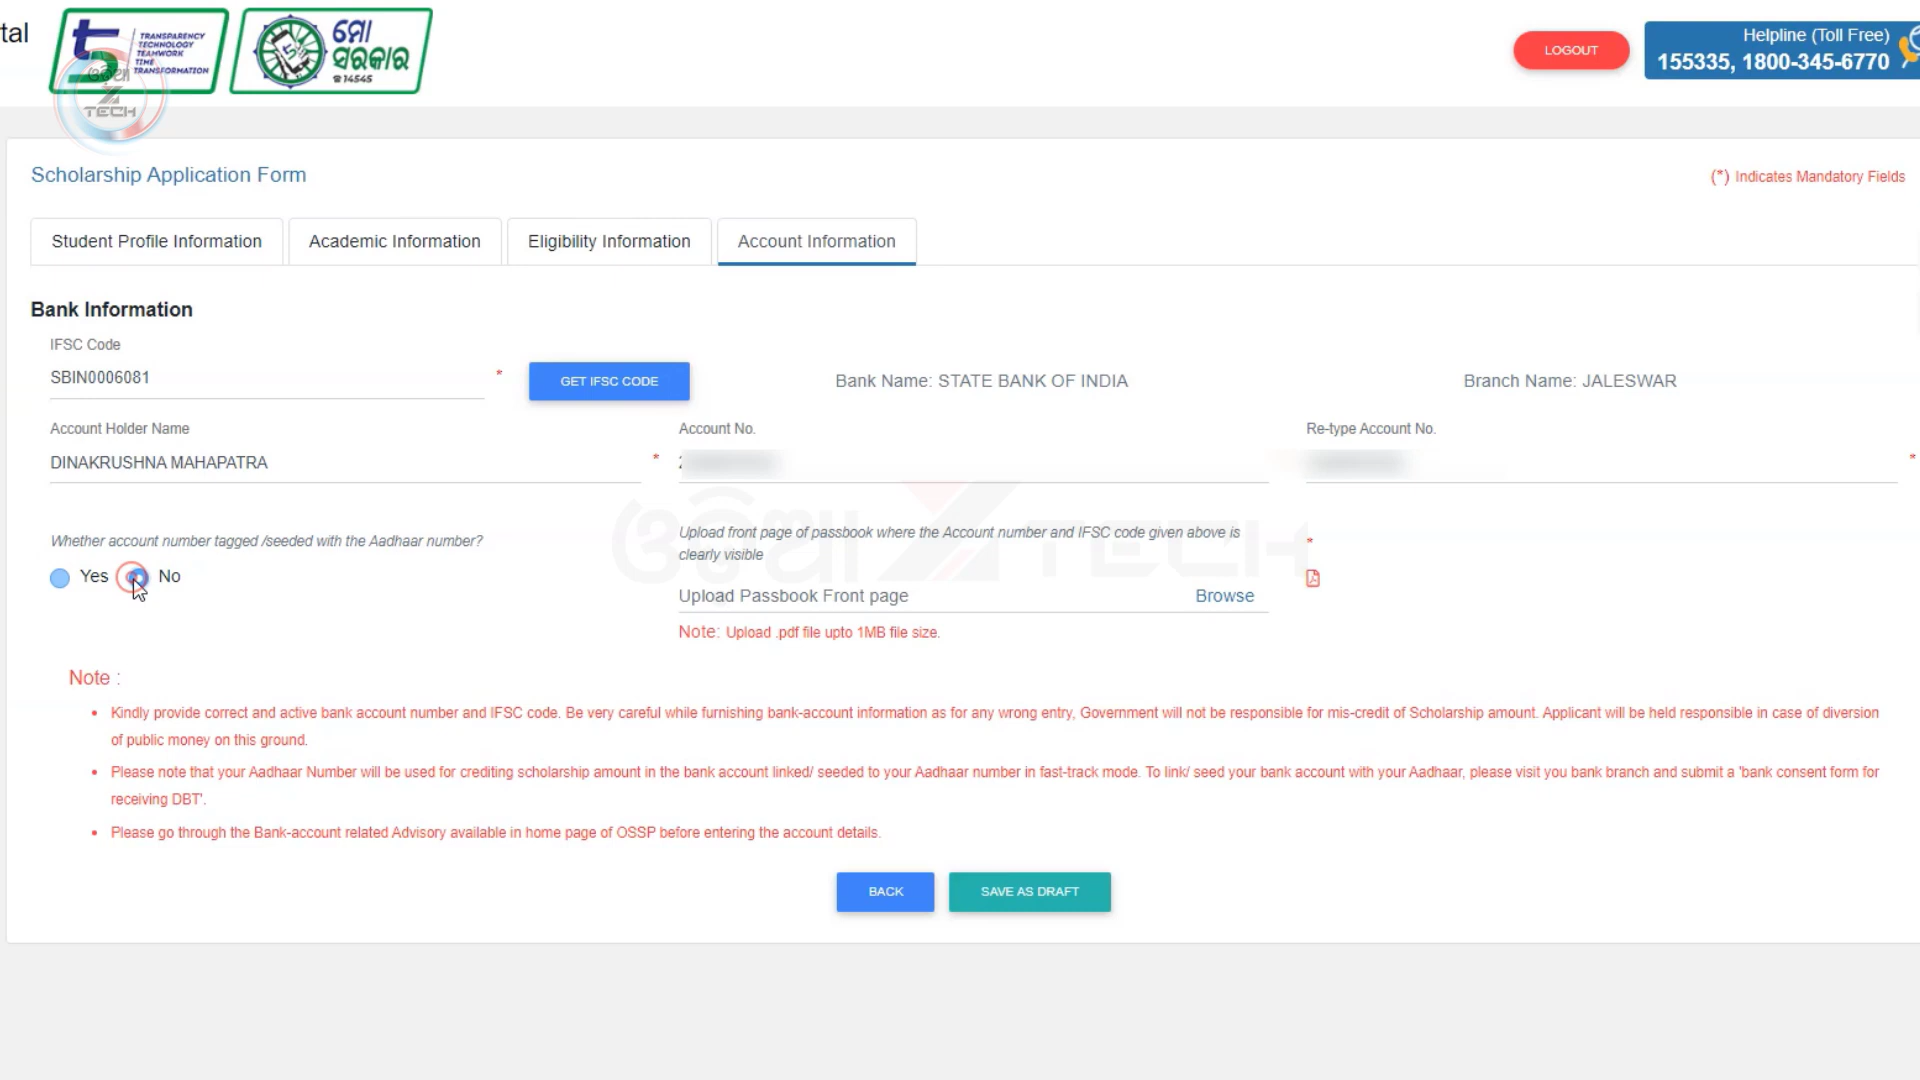 tal
TRANSPARENCY
TECHNOLOGY
TEAMWORK
TIME
TRANSFORMATION
5
ମୋ
ସରକାର
☎ 14545
ଓଡ଼ିଆ
Z
TECH
LOGOUT
Helpline (Toll Free)
155335, 1800-345-6770
Scholarship Application Form
(*) Indicates Mandatory Fields
Student Profile Information Academic Information Eligibility Information Account Information
Bank Information
IFSC Code
SBIN0006081 * GET IFSC CODE Bank Name: STATE BANK OF INDIA Branch Name: JALESWAR
Account Holder Name Account No. Re-type Account No.
DINAKRUSHNA MAHAPATRA * *
ଓଡ଼ିଆ Z TECH
Whether account number tagged /seeded with the Aadhaar number?
Yes No
Upload front page of passbook where the Account number and IFSC code given above is *
clearly visible
Upload Passbook Front page Browse
Note: Upload .pdf file upto 1MB file size.
Note :
• Kindly provide correct and active bank account number and IFSC code. Be very careful while furnishing bank-account information as for any wrong entry, Government will not be responsible for mis-credit of Scholarship amount. Applicant will be held responsible in case of diversion
of public money on this ground.
• Please note that your Aadhaar Number will be used for crediting scholarship amount in the bank account linked/ seeded to your Aadhaar number in fast-track mode. To link/ seed your bank account with your Aadhaar, please visit you bank branch and submit a 'bank consent form for
receiving DBT'.
• Please go through the Bank-account related Advisory available in home page of OSSP before entering the account details.
BACK SAVE AS DRAFT